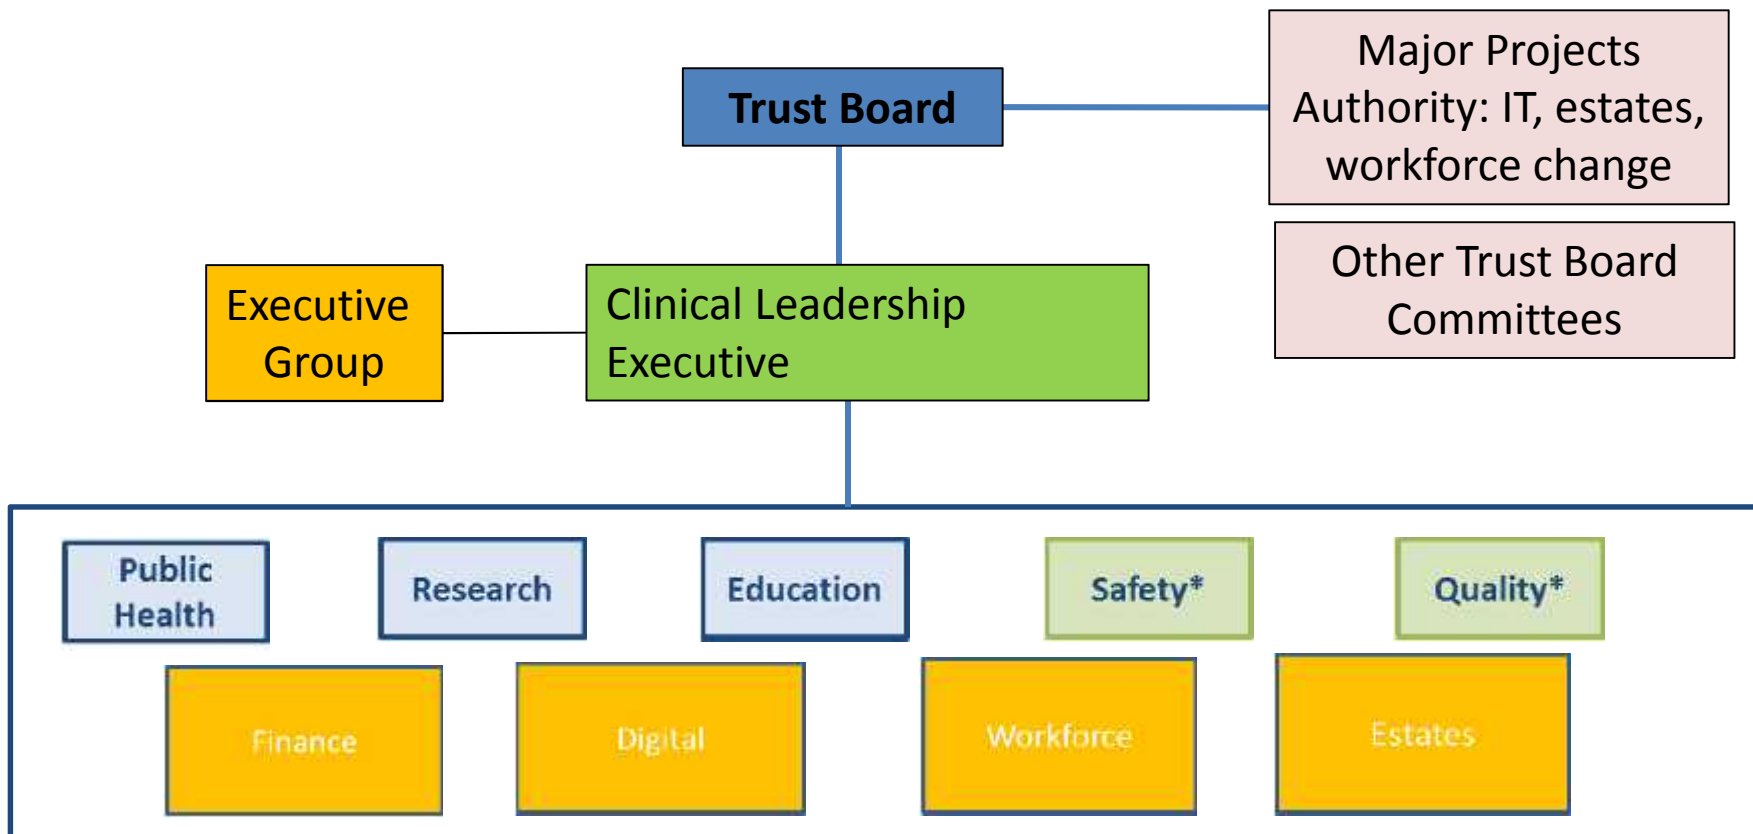 Trust Board
Major Projects
Authority: IT, estates,
workforce change
Other Trust Board
Committees
Executive
Group
Clinical Leadership
Executive
Public
Health
Research
Education
Safety*
Quality*
Finance
Digital
Workforce
Estates